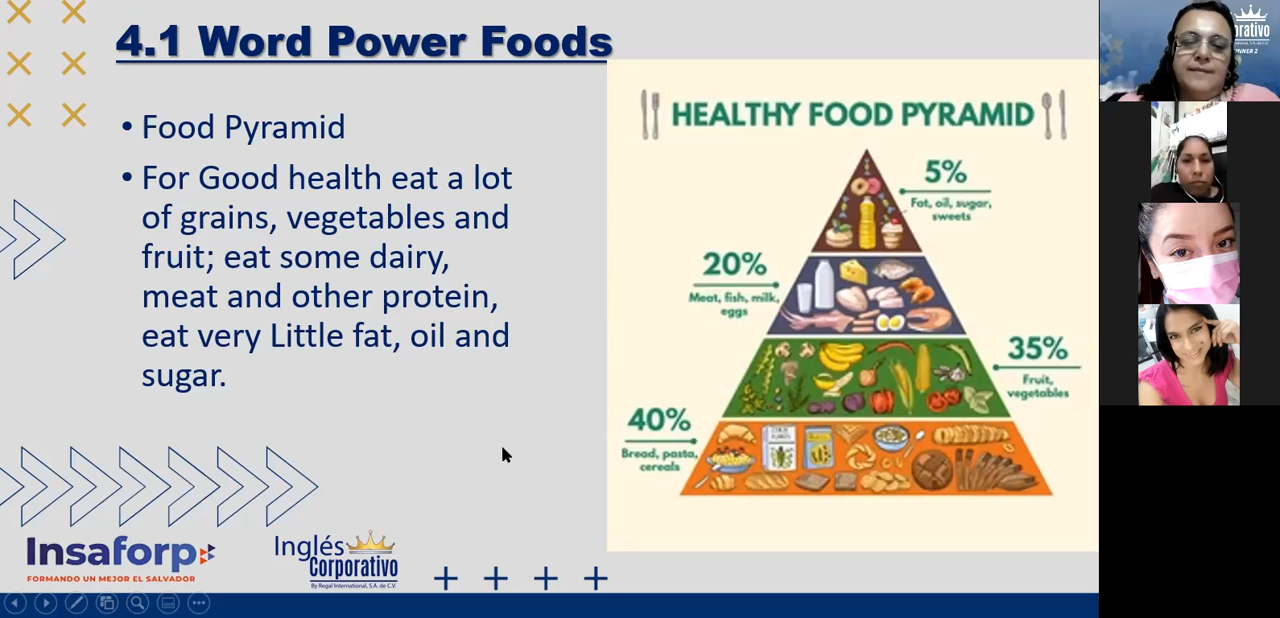 4.1 Word Power Foods
• Food Pyramid
• For Good health eat a lot
of grains, vegetables and
fruit; eat some dairy,
meat and other protein,
eat very Little fat, oil and
sugar.
HEALTHY FOOD PYRAMID
5%
Fat, oil, sugar,
sweets
20%
Meat, fish, milk,
eggs
35%
Fruit,
vegetables
40%
Bread, pasta,
cereals
Insaforp
FORMANDO UN MEJOR EL SALVADOR
Inglés
Corporativo
By Regal International, S.A. de C.V.